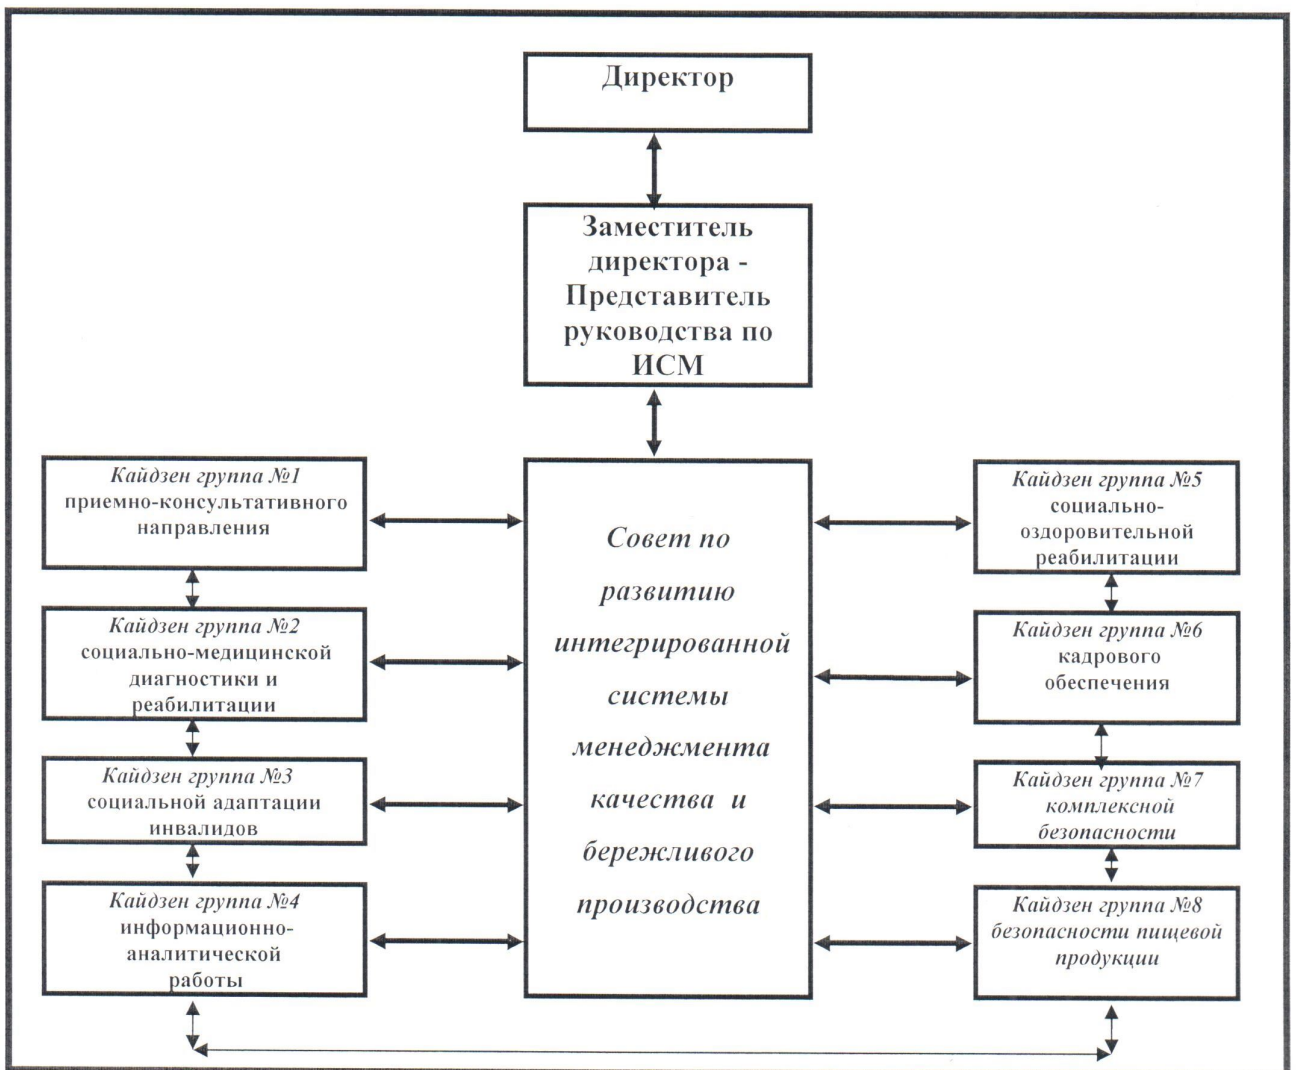 Директор
Заместитель
директора -
Представитель
руководства по
ИСМ
Кайдзен группа №1
приемно-консультативного
направления
Кайдзен группа №2
социально-медицинской
диагностики и
реабилитации
Кайдзен группа №3
социальной адаптации
инвалидов
Кайдзен группа №4
информационно-
аналитической
работы
Совет по
развитию
интегрированной
системы
менеджмента
качества и
бережливого
производства
Кайдзен группа №5
социально-
оздоровительной
реабилитации
Кайдзен группа №6
кадрового
обеспечения
Кайдзен группа №7
комплексной
безопасности
Кайдзен группа №8
безопасности пищевой
продукции